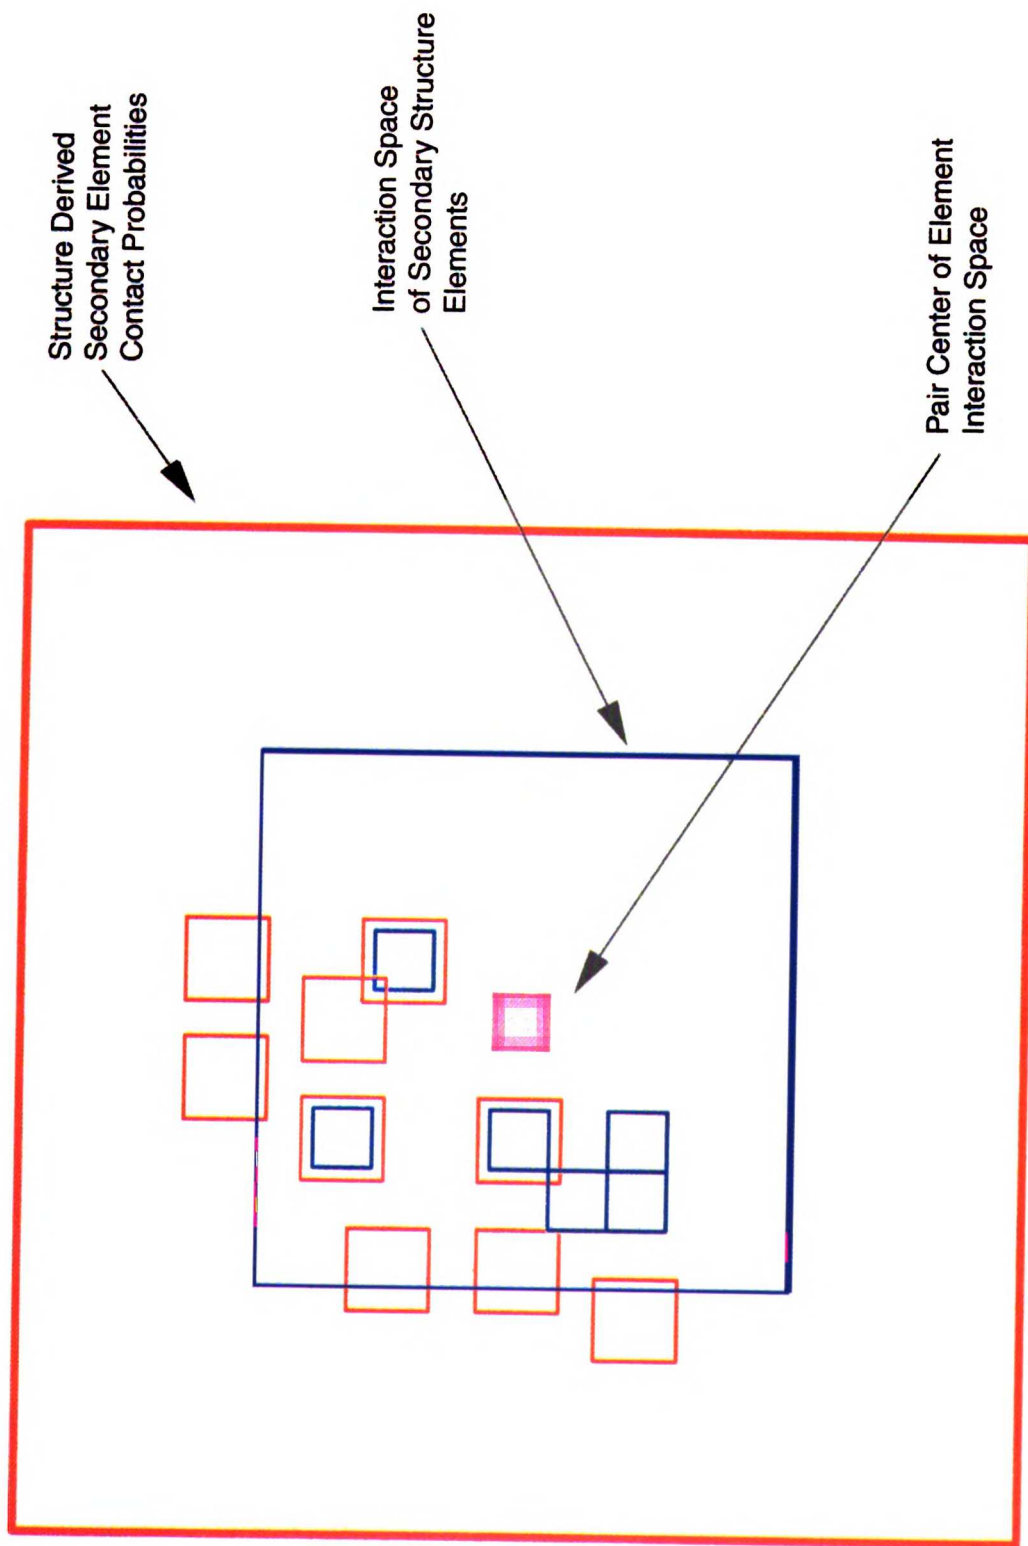 Structure Derived
Secondary Element
Contact Probabilities
Interaction Space
of Secondary Structure
Elements
Pair Center of Element
Interaction Space